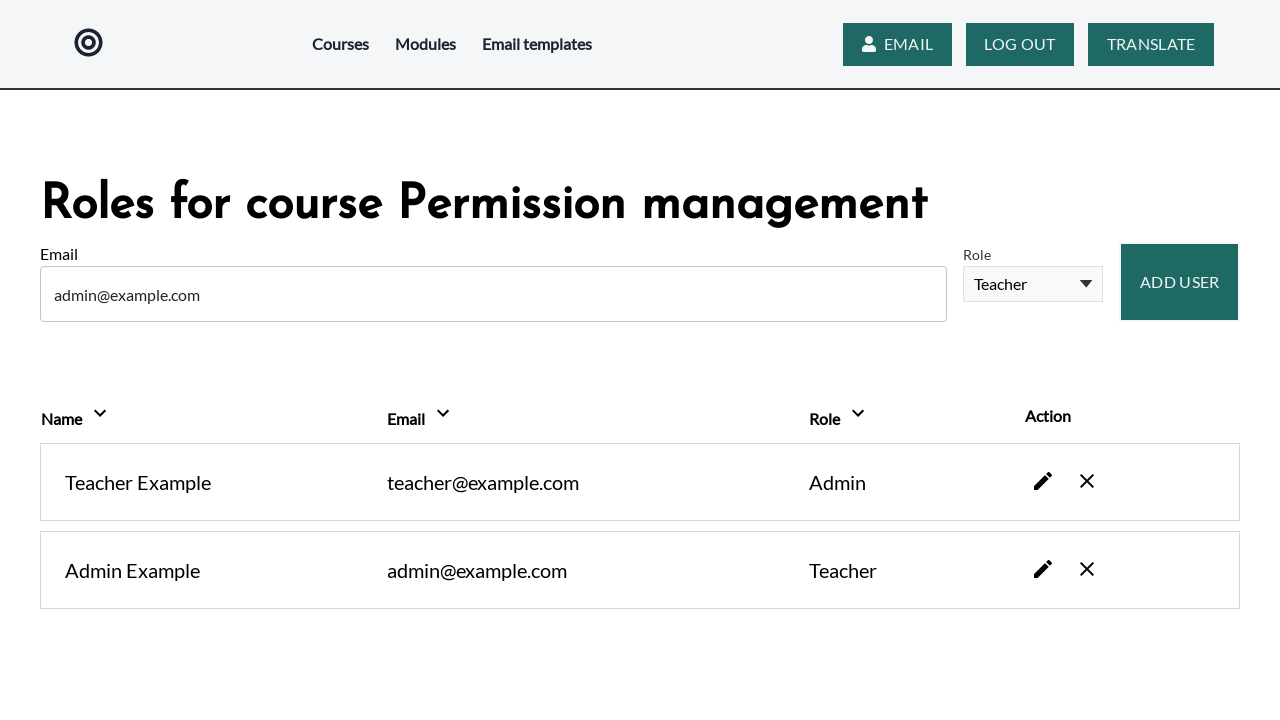 Courses Modules Email templates EMAIL LOG OUT TRANSLATE
Roles for course Permission management
Email Role
admin@example.com Teacher ADD USER
Name Email Role Action
Teacher Example teacher@example.com Admin
Admin Example admin@example.com Teacher